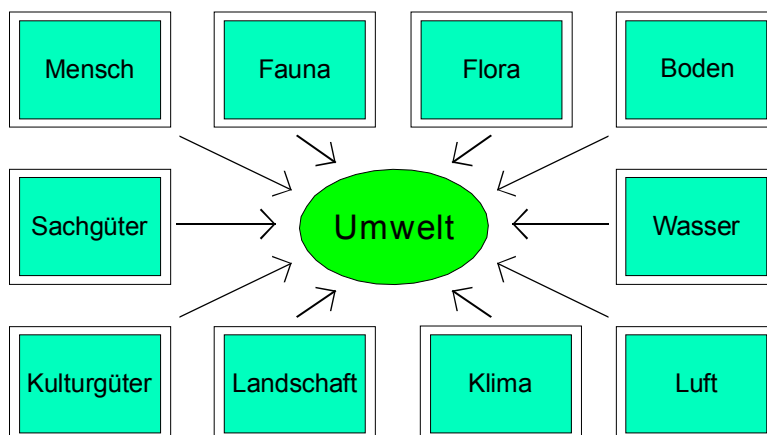 Mensch
Fauna
Flora
Boden
Sachgüter
Umwelt
Wasser
Kulturgüter
Landschaft
Klima
Luft